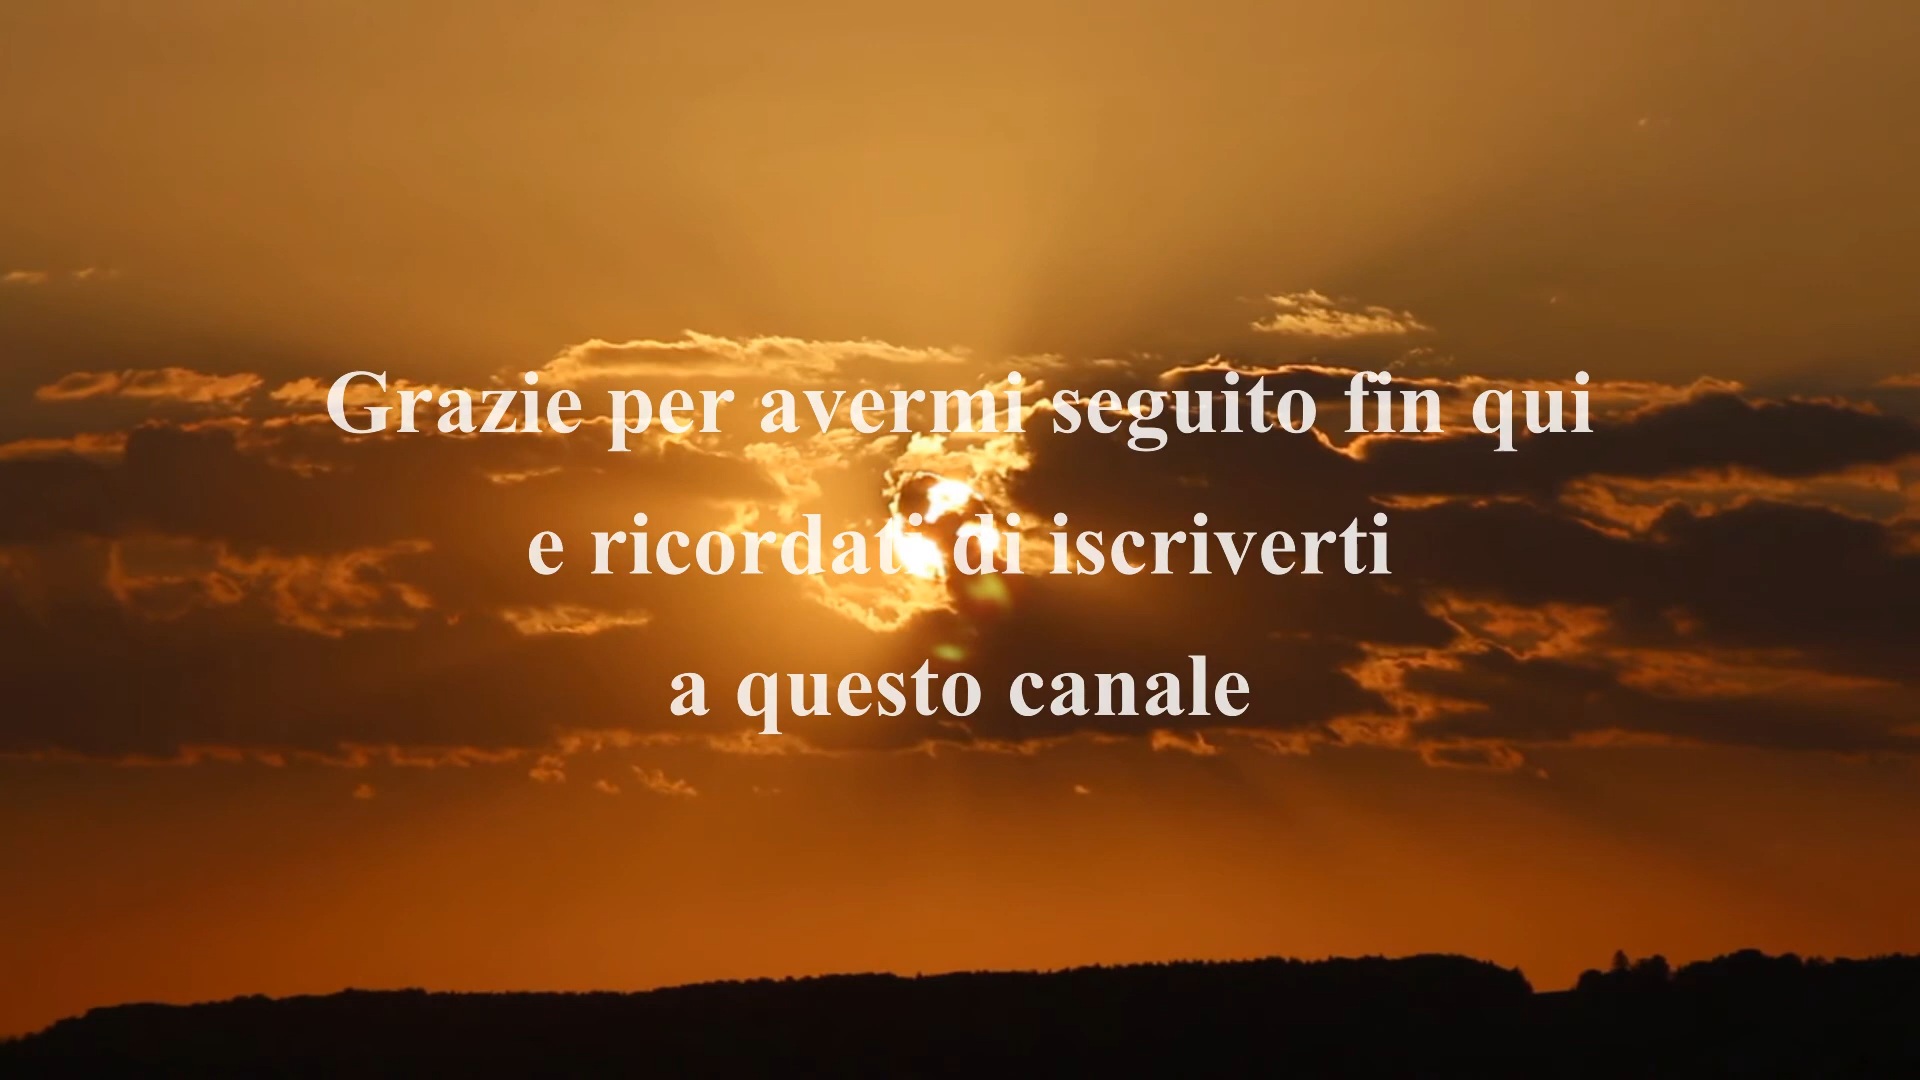 Grazie per avermi seguito fin qui
e ricordati di iscriverti
a questo canale